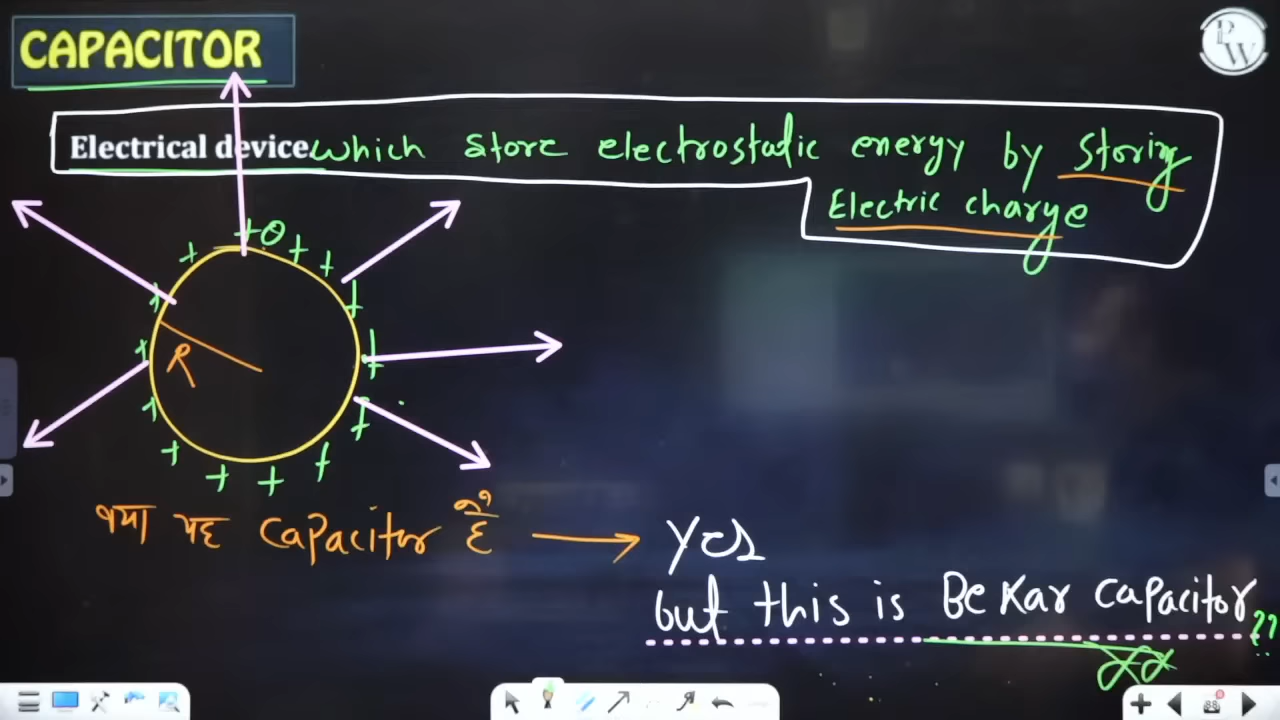 CAPACITOR
PW
Electrical device which store electrostatic energy by storing
Electric charge
+ Q
R
क्या यह Capacitor है → Yes
but this is Bekar Capacitor ??